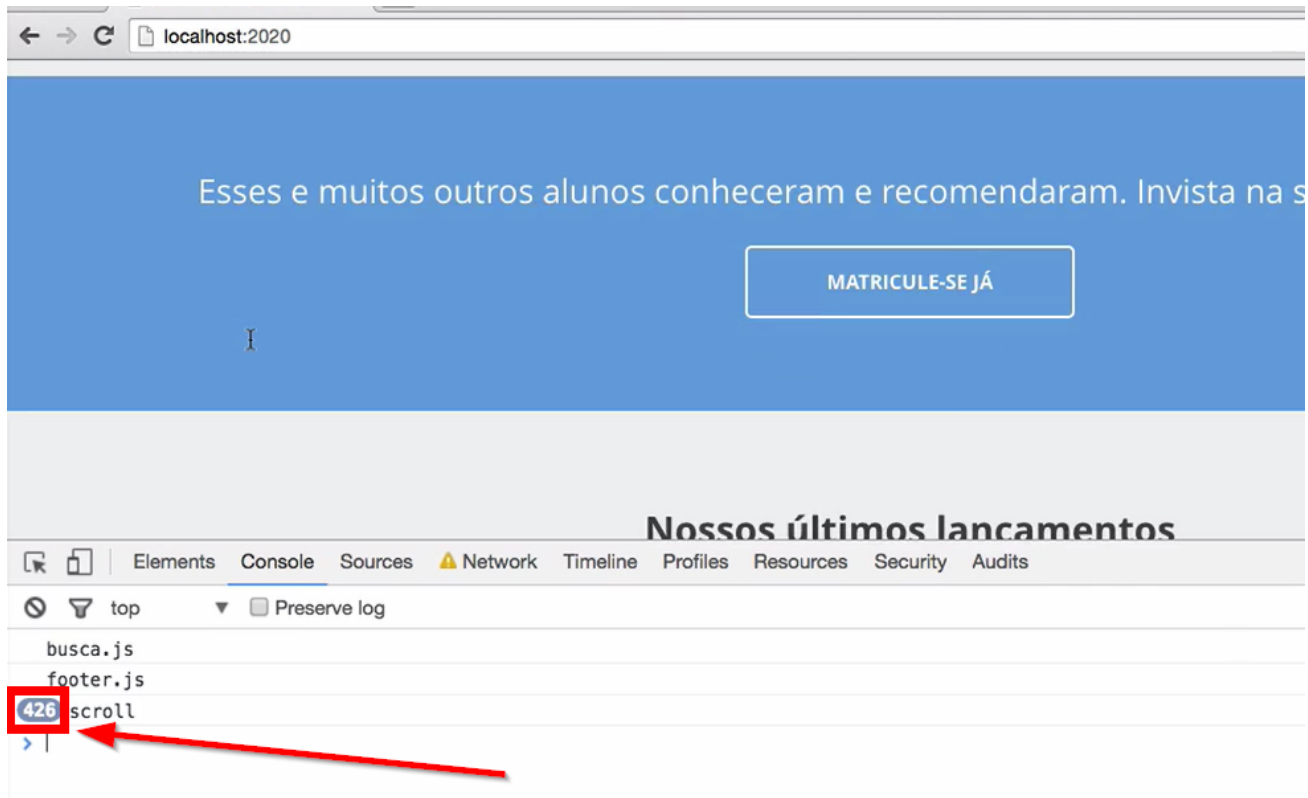 localhost:2020
Esses e muitos outros alunos conheceram e recomendaram. Invista na s
MATRICULE-SE JÁ
Nossos últimos lançamentos
Elements Console Sources Network Timeline Profiles Resources Security Audits
top Preserve log
busca.js
footer.js
426 scroll
>